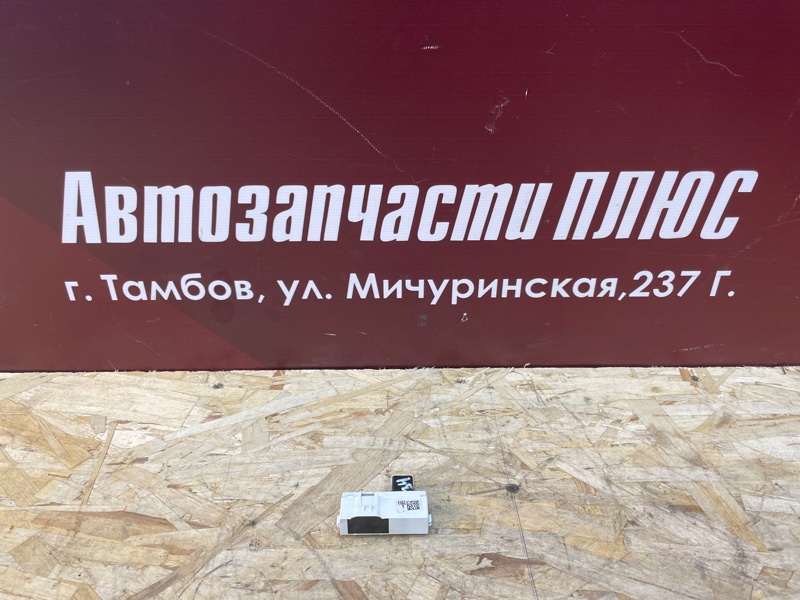 Автозапчасти ПЛЮС
г. Тамбов, ул. Мичуринская,237 Г.